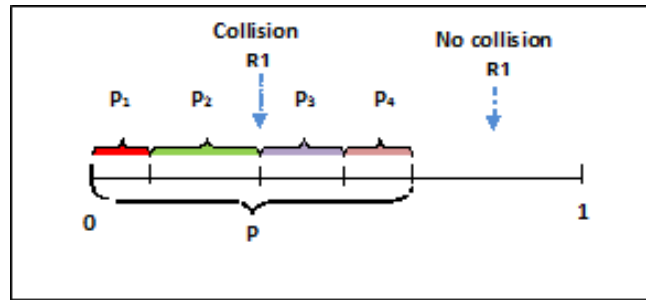 Collision
R1
No collision
R1
P₁ P₂ P₃ P₄
0 P 1